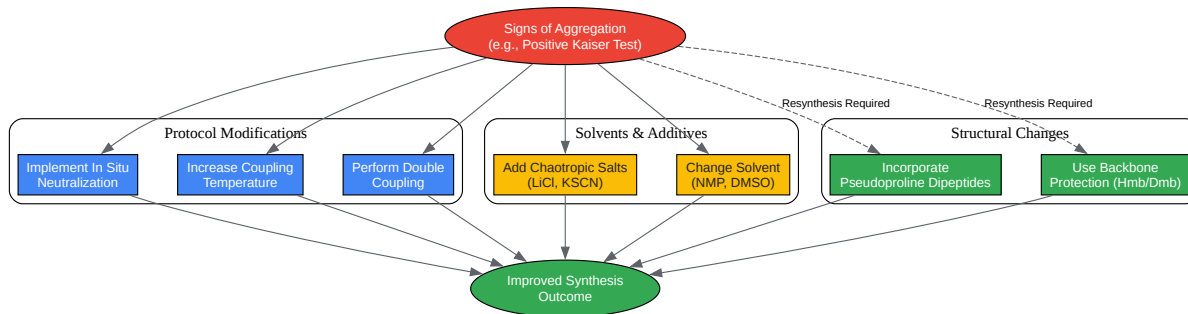 Signs of Aggregation
(e.g., Positive Kaiser Test)
Resynthesis Required
Resynthesis Required
Protocol Modifications
Solvents & Additives
Structural Changes
Implement In Situ
Neutralization
Increase Coupling
Temperature
Perform Double
Coupling
Add Chaotropic Salts
(LiCl, KSCN)
Change Solvent
(NMP, DMSO)
Incorporate
Pseudoproline Dipeptides
Use Backbone
Protection (Hmb/Dmb)
Improved Synthesis
Outcome